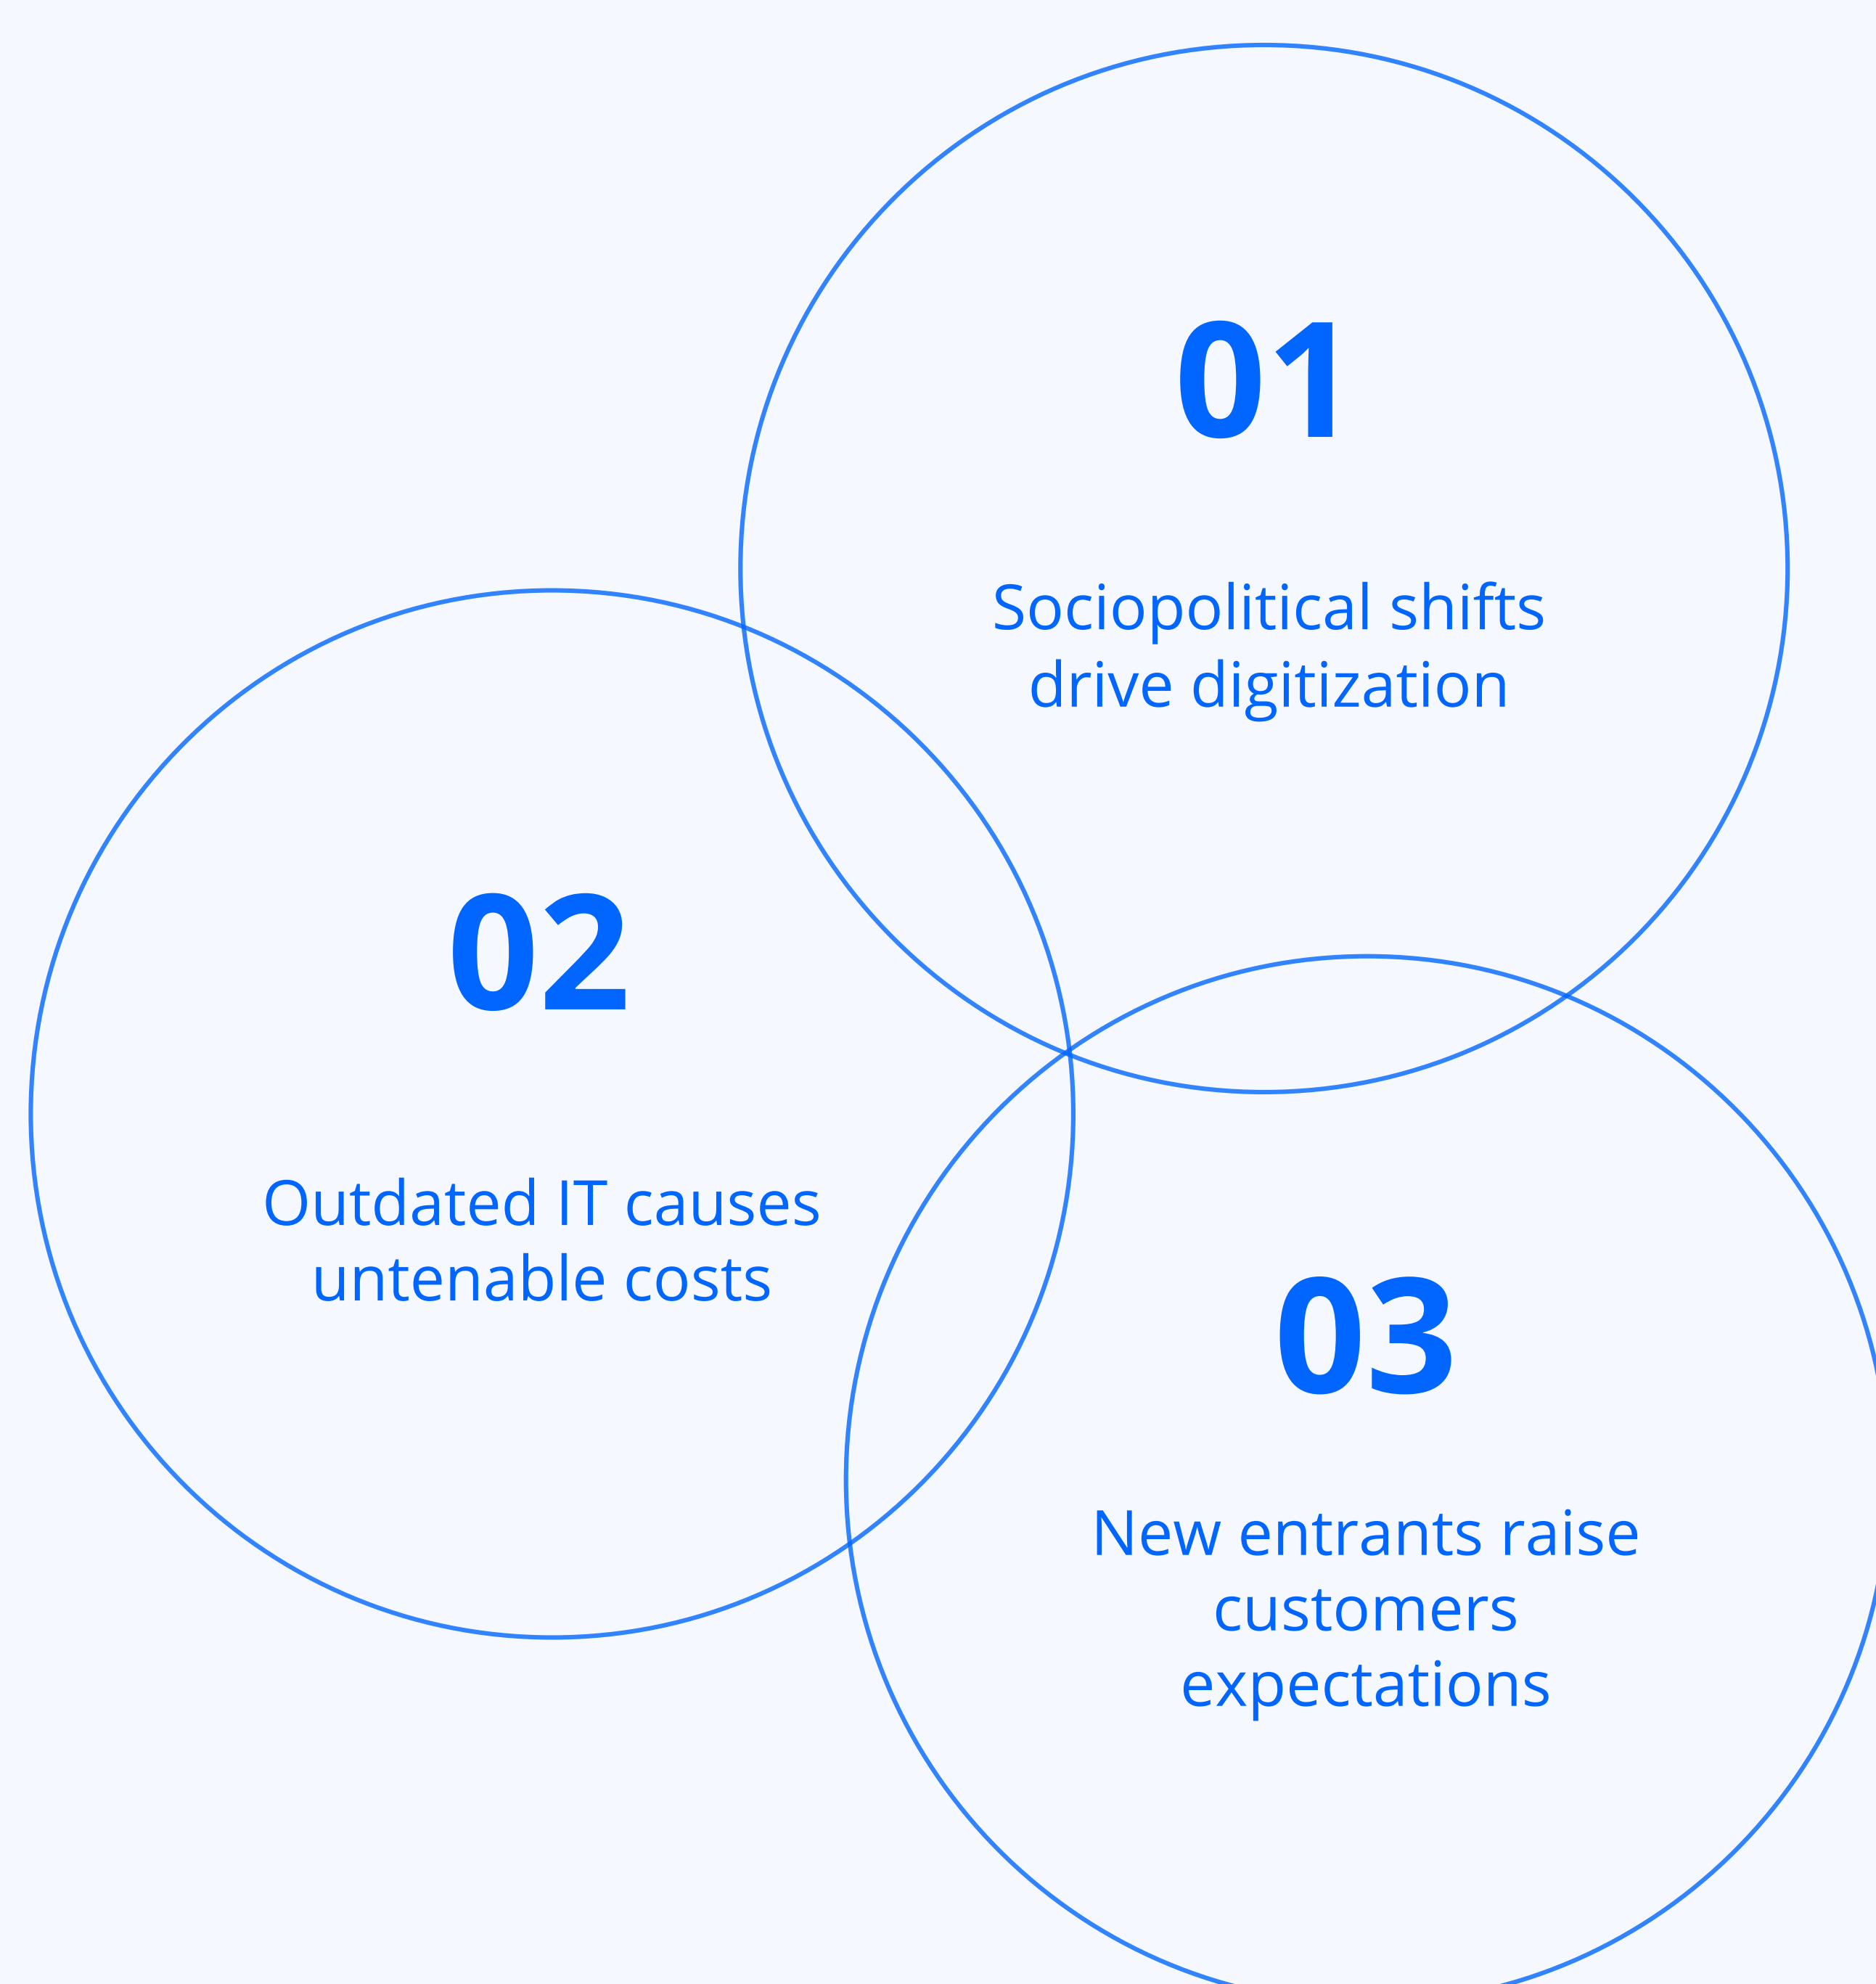 01
Sociopolitical shifts
drive digitization
02
Outdated IT causes
untenable costs
03
New entrants raise
customers
expectations